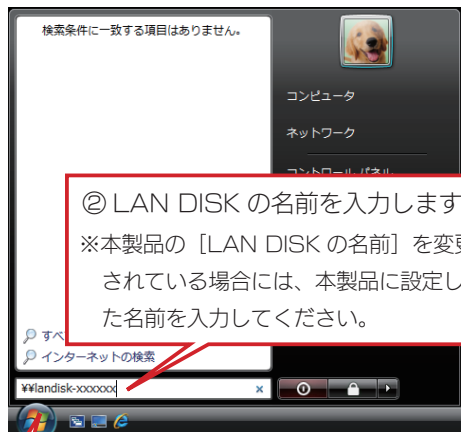 検索条件に一致する項目はありません。
コンピュータ
ネットワーク
コントロール パネル
② LAN DISK の名前を入力します
※本製品の［LAN DISK の名前］を変更
されている場合には、本製品に設定し
た名前を入力してください。
すべ
インターネットの検索
¥¥landisk-xxxxxx